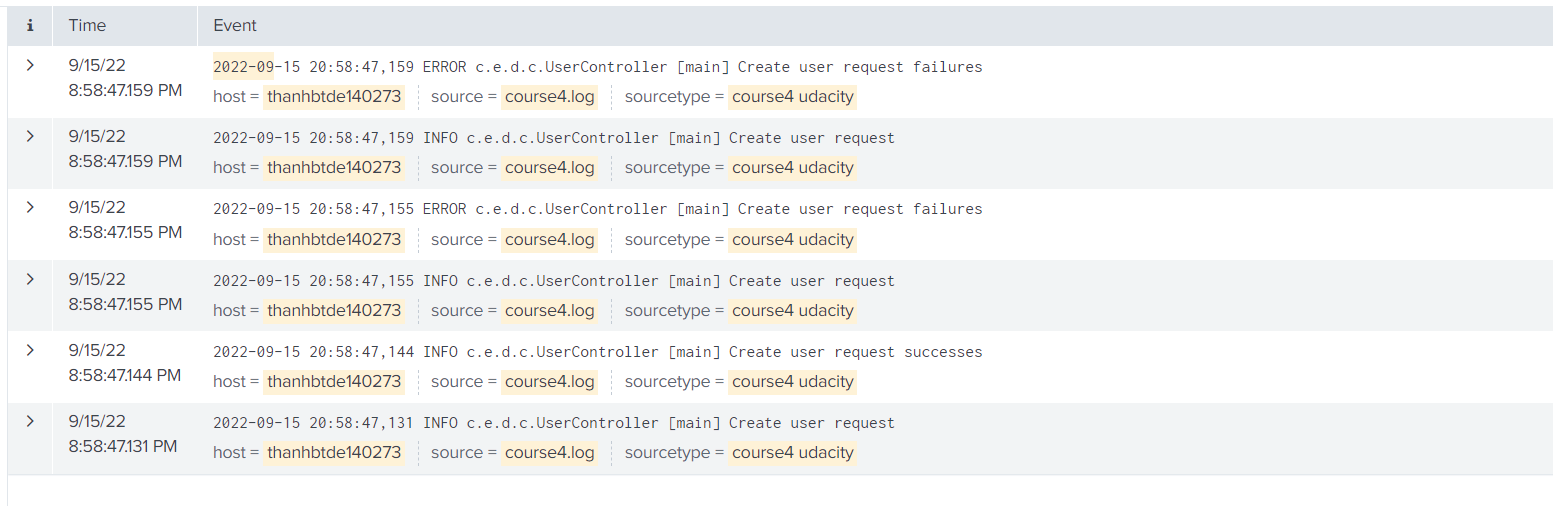 i Time Event
> 9/15/22 2022-09-15 20:58:47,159 ERROR c.e.d.c.UserController [main] Create user request failures
8:58:47.159 PM host = thanhbtde140273 source = course4.log sourcetype = course4 udacity
> 9/15/22 2022-09-15 20:58:47,159 INFO c.e.d.c.UserController [main] Create user request
8:58:47.159 PM host = thanhbtde140273 source = course4.log sourcetype = course4 udacity
> 9/15/22 2022-09-15 20:58:47,155 ERROR c.e.d.c.UserController [main] Create user request failures
8:58:47.155 PM host = thanhbtde140273 source = course4.log sourcetype = course4 udacity
> 9/15/22 2022-09-15 20:58:47,155 INFO c.e.d.c.UserController [main] Create user request
8:58:47.155 PM host = thanhbtde140273 source = course4.log sourcetype = course4 udacity
> 9/15/22 2022-09-15 20:58:47,144 INFO c.e.d.c.UserController [main] Create user request successes
8:58:47.144 PM host = thanhbtde140273 source = course4.log sourcetype = course4 udacity
> 9/15/22 2022-09-15 20:58:47,131 INFO c.e.d.c.UserController [main] Create user request
8:58:47.131 PM host = thanhbtde140273 source = course4.log sourcetype = course4 udacity